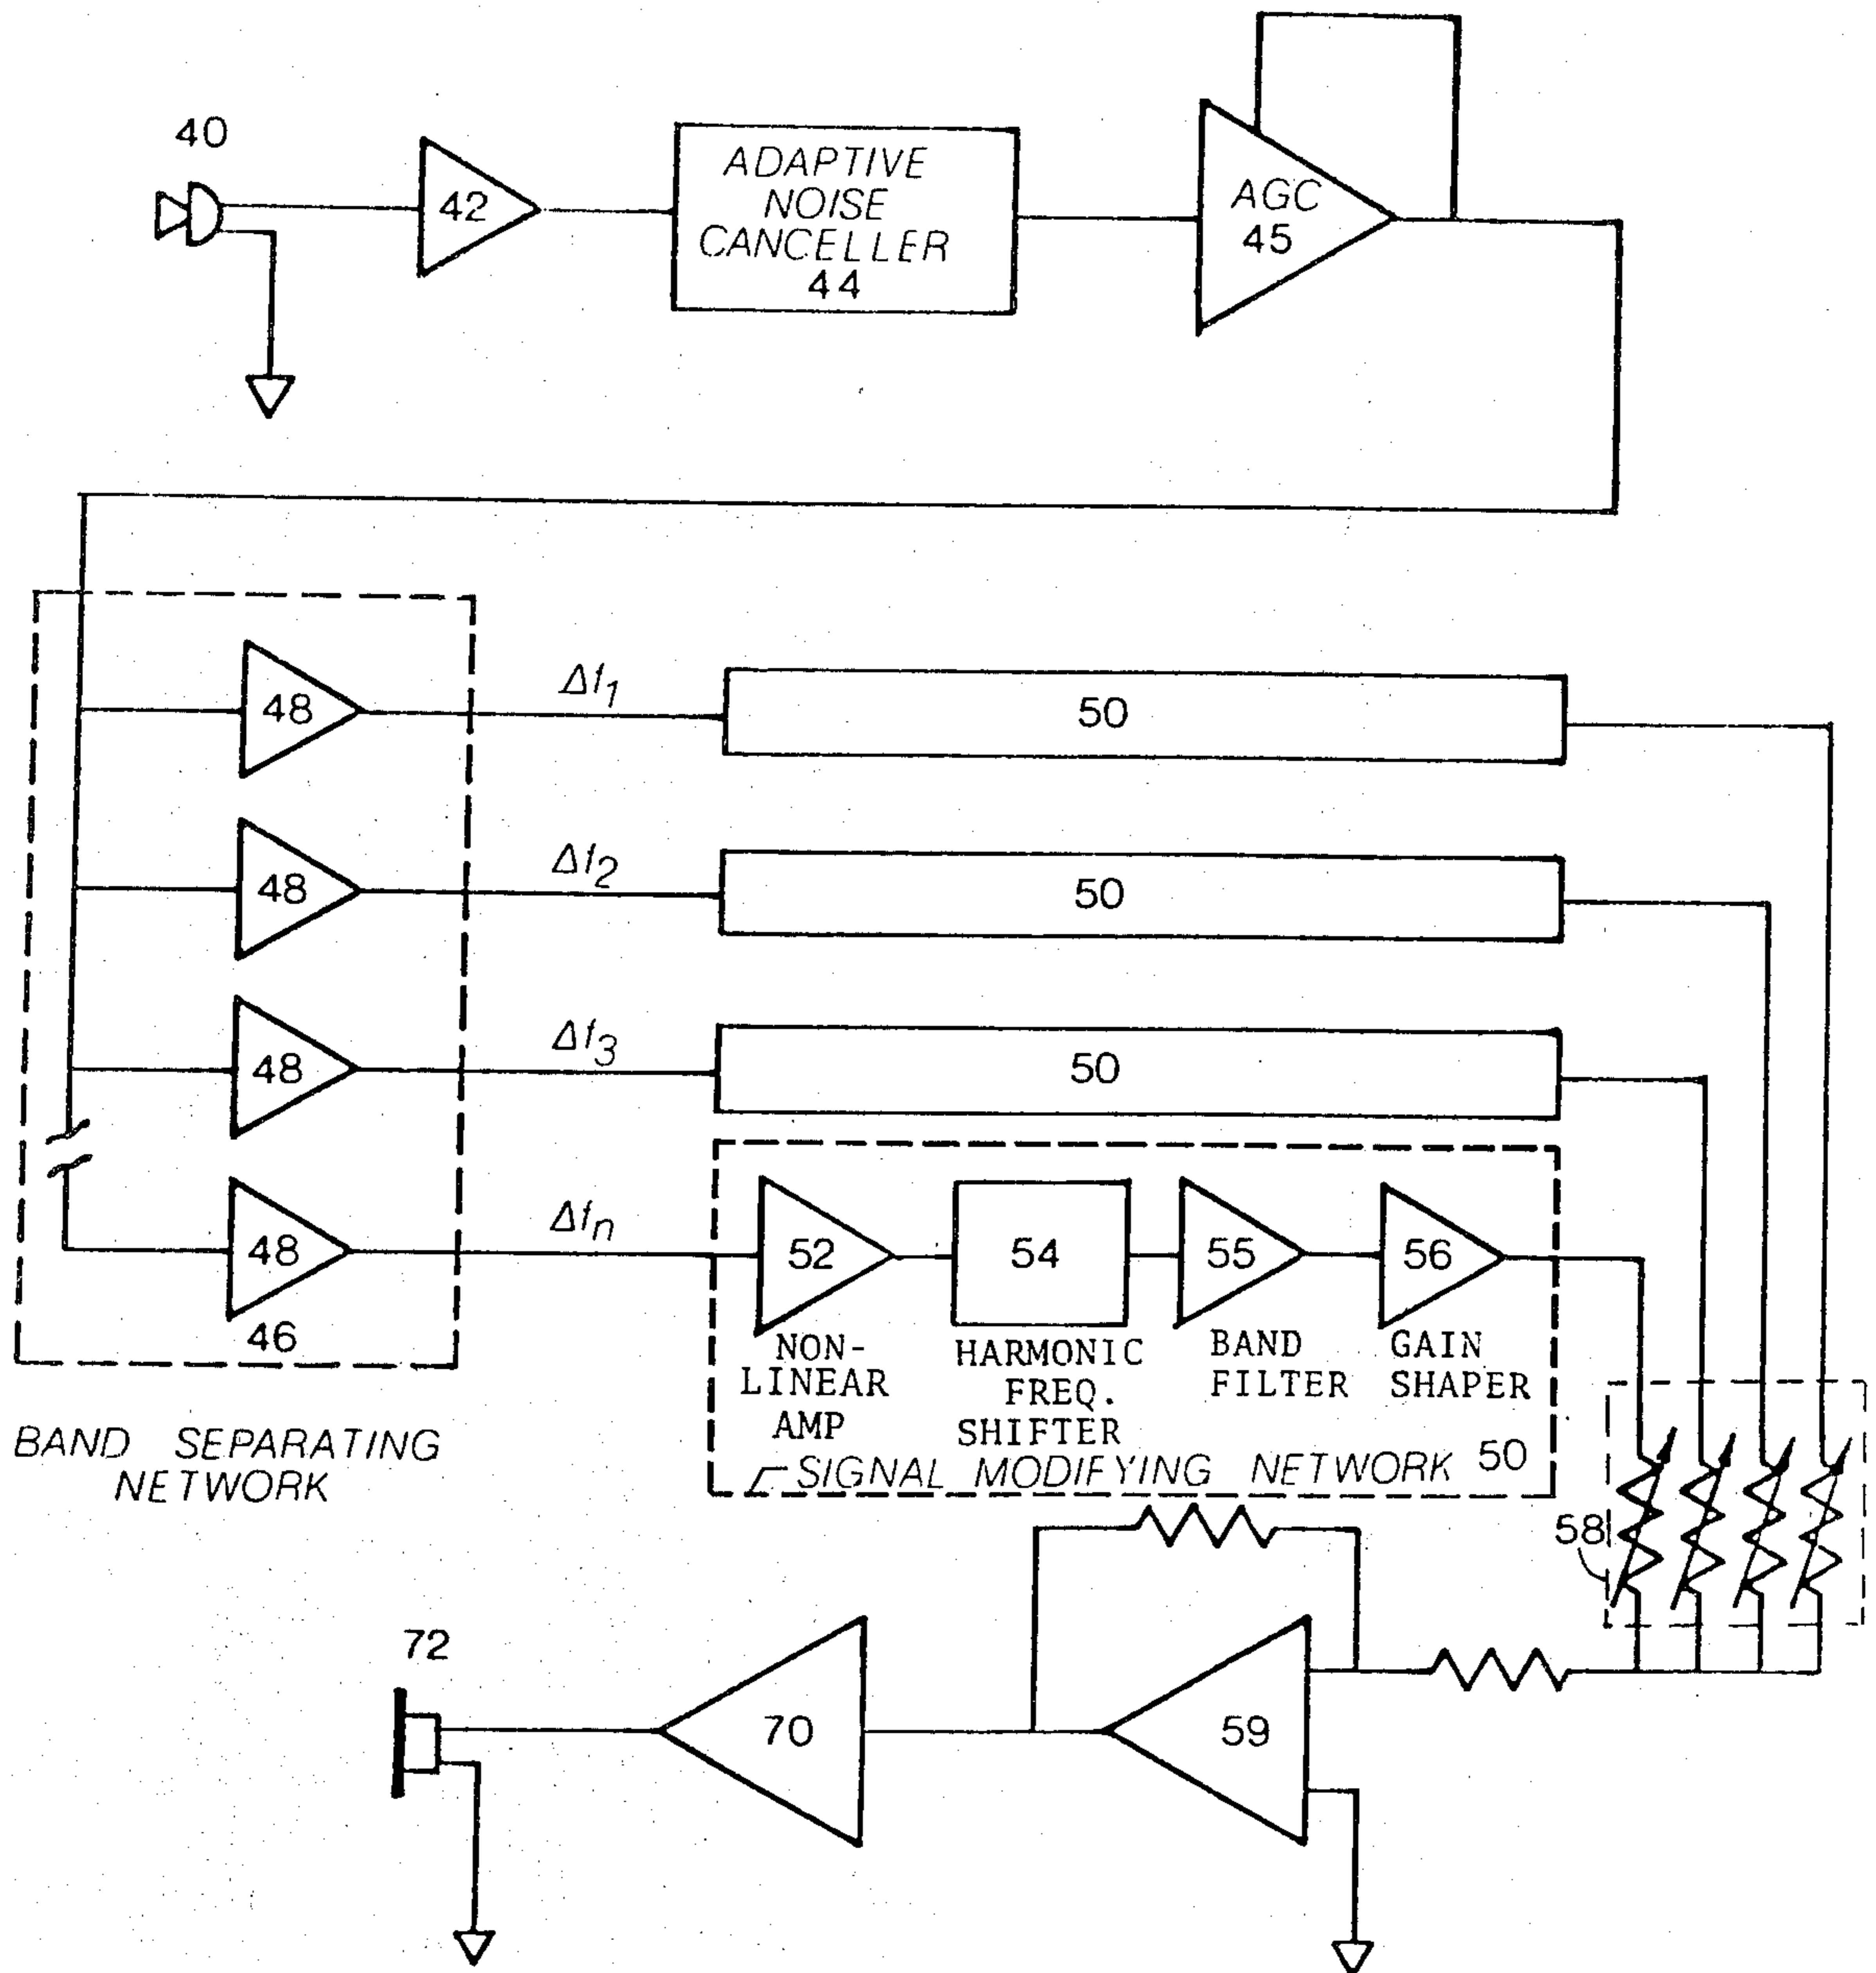 40
42
ADAPTIVE
NOISE
CANCELLER
44
AGC
45
48
Δf1
50
48
Δf2
50
48
Δf3
50
48
Δfn
46
BAND SEPARATING
NETWORK
52
54
55
56
NON-
LINEAR
AMP
HARMONIC
FREQ.
SHIFTER
BAND
FILTER
GAIN
SHAPER
SIGNAL MODIFYING NETWORK 50
58
72
70
59